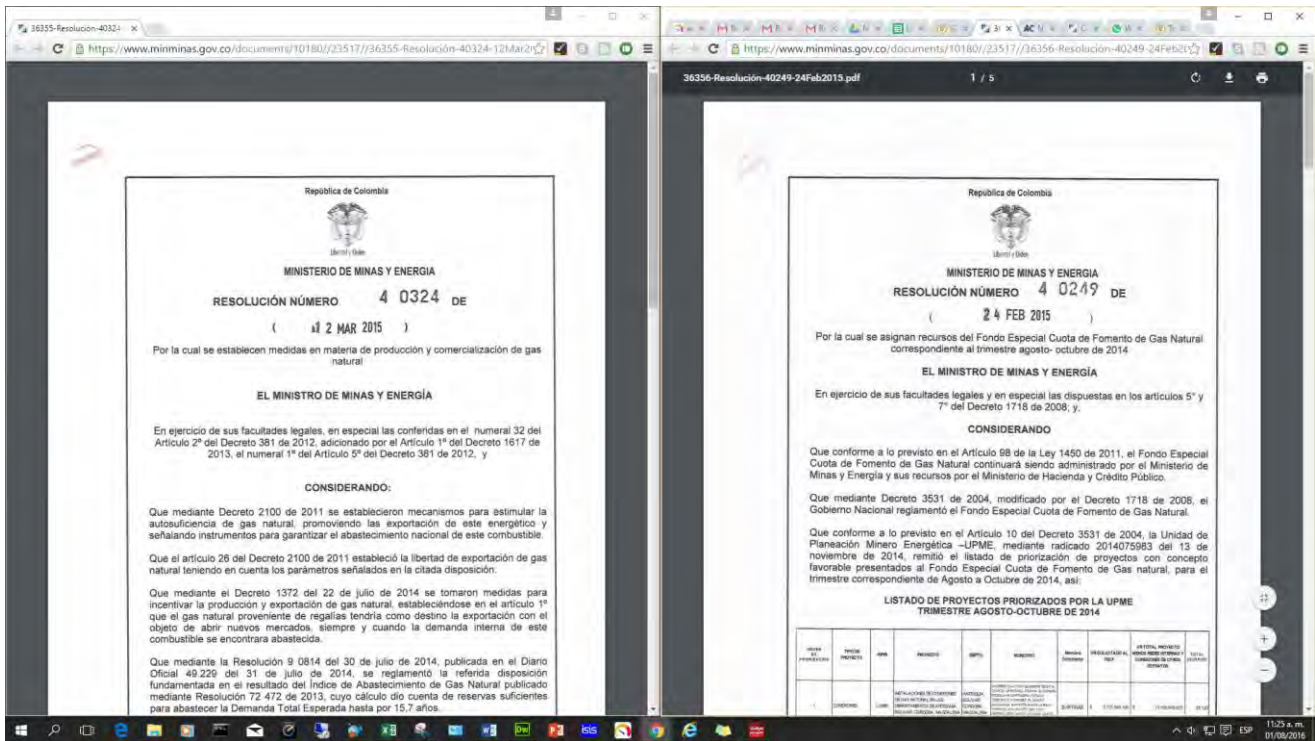 36355-Resolución-40324
https://www.minminas.gov.co/documents/10180//23517//36355-Resolución-40324-12Mar2
República de Colombia
Libertad y Orden
MINISTERIO DE MINAS Y ENERGIA
RESOLUCIÓN NÚMERO 4 0324 DE
( 12 MAR 2015 )
Por la cual se establecen medidas en materia de producción y comercialización de gas
natural
EL MINISTRO DE MINAS Y ENERGÍA
En ejercicio de sus facultades legales, en especial las conferidas en el numeral 32 del
Artículo 2º del Decreto 381 de 2012, adicionado por el Artículo 1º del Decreto 1617 de
2013, el numeral 1º del Artículo 5º del Decreto 381 de 2012, y
CONSIDERANDO:
Que mediante Decreto 2100 de 2011 se establecieron mecanismos para estimular la
autosuficiencia de gas natural, promoviendo las exportación de este energético y
señalando instrumentos para garantizar el abastecimiento nacional de este combustible.
Que el artículo 26 del Decreto 2100 de 2011 estableció la libertad de exportación de gas
natural teniendo en cuenta los parámetros señalados en la citada disposición.
Que mediante el Decreto 1372 del 22 de julio de 2014 se tomaron medidas para
incentivar la producción y exportación de gas natural, estableciéndose en el artículo 1º
que el gas natural proveniente de regalías tendría como destino la exportación con el
objeto de abrir nuevos mercados, siempre y cuando la demanda interna de este
combustible se encontrara abastecida.
Que mediante la Resolución 9 0814 del 30 de julio de 2014, publicada en el Diario
Oficial 49.229 del 31 de julio de 2014, se reglamentó la referida disposición
fundamentada en el resultado del Índice de Abastecimiento de Gas Natural publicado
mediante Resolución 72 472 de 2013, cuyo cálculo dio cuenta de reservas suficientes
para abastecer la Demanda Total Esperada hasta por 15,7 años.
https://www.minminas.gov.co/documents/10180//23517//36356-Resolución-40249-24Feb20
36356-Resolución-40249-24Feb2015.pdf
1 / 5
República de Colombia
Libertad y Orden
MINISTERIO DE MINAS Y ENERGIA
RESOLUCIÓN NÚMERO 4 0249 DE
( 24 FEB 2015 )
Por la cual se asignan recursos del Fondo Especial Cuota de Fomento de Gas Natural
correspondiente al trimestre agosto- octubre de 2014
EL MINISTRO DE MINAS Y ENERGÍA
En ejercicio de sus facultades legales y en especial las dispuestas en los artículos 5° y
7° del Decreto 1718 de 2008; y,
CONSIDERANDO
Que conforme a lo previsto en el Artículo 98 de la Ley 1450 de 2011, el Fondo Especial
Cuota de Fomento de Gas Natural continuará siendo administrado por el Ministerio de
Minas y Energía y sus recursos por el Ministerio de Hacienda y Crédito Público.
Que mediante Decreto 3531 de 2004, modificado por el Decreto 1718 de 2008, el
Gobierno Nacional reglamentó el Fondo Especial Cuota de Fomento de Gas Natural.
Que conforme a lo previsto en el Artículo 10 del Decreto 3531 de 2004, la Unidad de
Planeación Minero Energética –UPME, mediante radicado 2014075983 del 13 de
noviembre de 2014, remitió el listado de priorización de proyectos con concepto
favorable presentados al Fondo Especial Cuota de Fomento de Gas natural, para el
trimestre correspondiente de Agosto a Octubre de 2014, así:
LISTADO DE PROYECTOS PRIORIZADOS POR LA UPME
TRIMESTRE AGOSTO-OCTUBRE DE 2014
TIPO DE PROYECTO
PROYECTO
DEPTO
MUNICIPIO
ESP
11:25 a. m.
01/08/2016